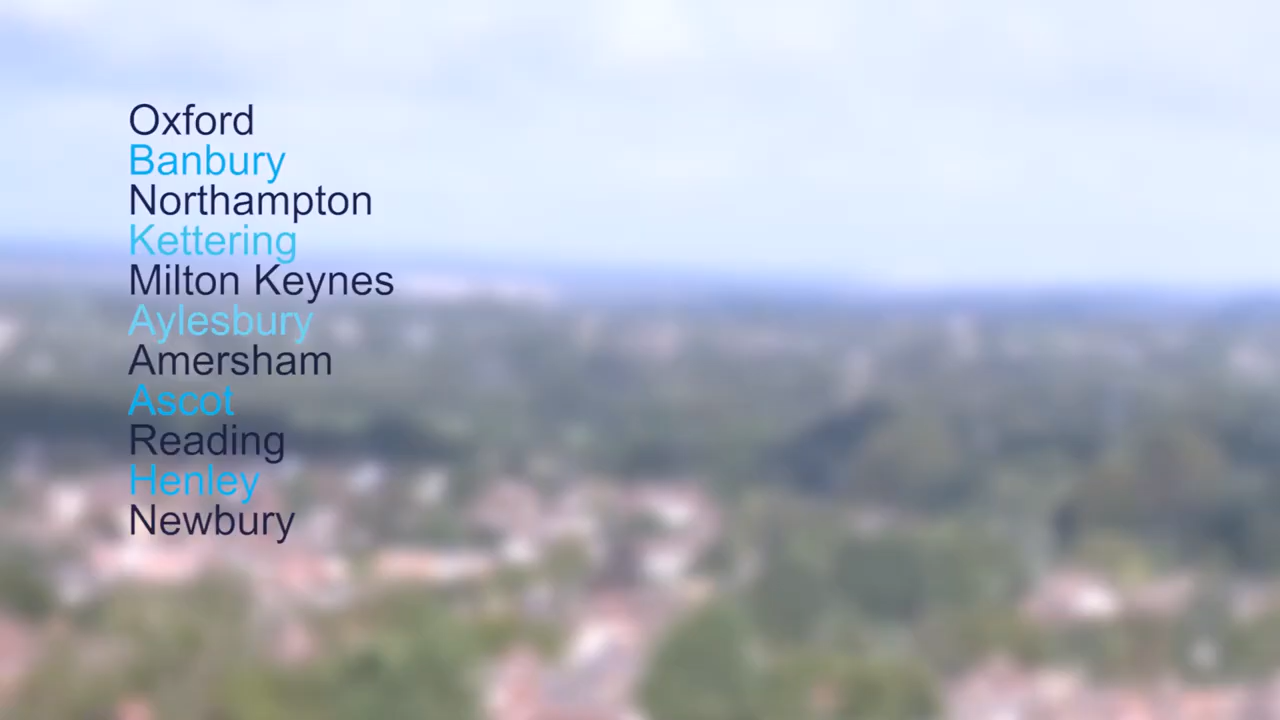 Oxford
Banbury
Northampton
Kettering
Milton Keynes
Aylesbury
Amersham
Ascot
Reading
Henley
Newbury